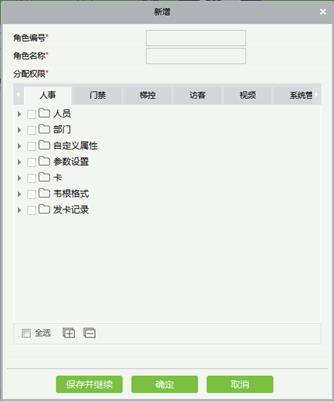 新增
角色编号*
角色名称*
分配权限*
人事 门禁 梯控 访客 视频 系统管
人员
部门
自定义属性
参数设置
卡
韦根格式
发卡记录
全选
保存并继续 确定 取消